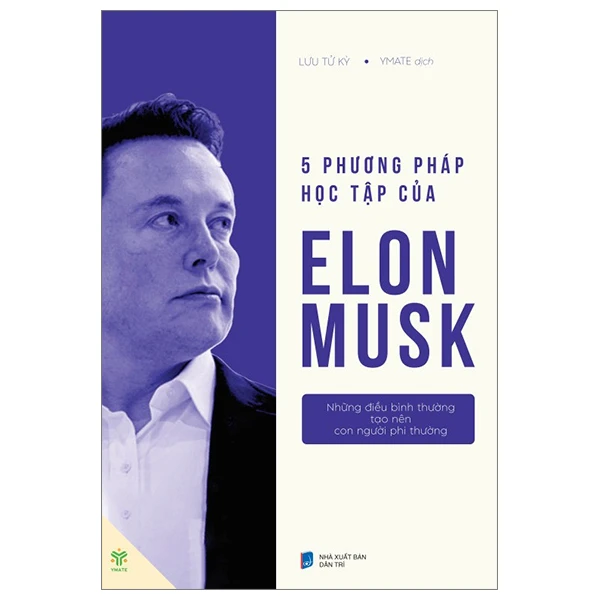 LƯU TỬ KỲ • YMATE dịch
5 PHƯƠNG PHÁP
HỌC TẬP CỦA
ELON
MUSK
Những điều bình thường
tạo nên
con người phi thường
YMATE
NHÀ XUẤT BẢN
DÂN TRÍ